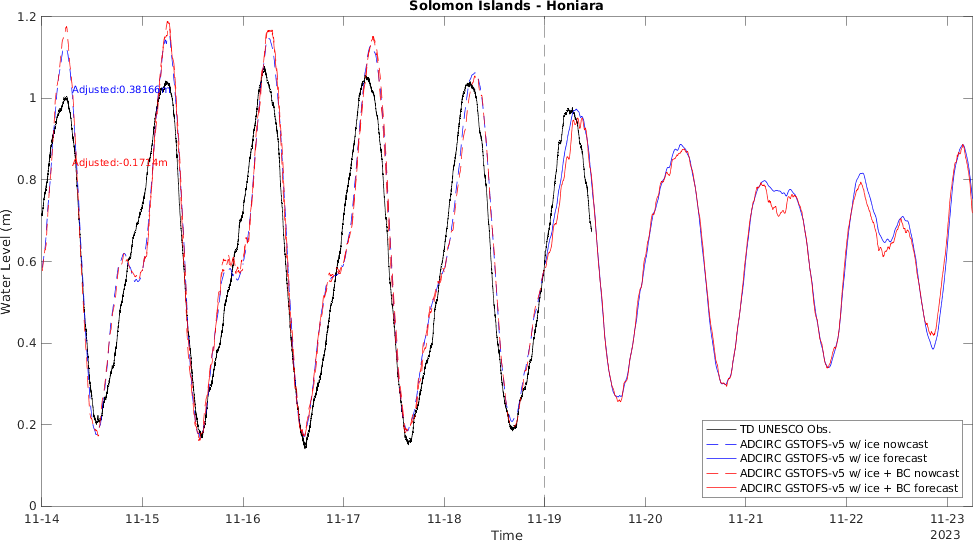 Solomon Islands - Honiara
1.2
1
0.8
0.6
0.4
0.2
0
Water Level (m)
Adjusted:0.38166m
Adjusted:-0.1714m
TD UNESCO Obs.
ADCIRC GSTOFS-v5 w/ ice nowcast
ADCIRC GSTOFS-v5 w/ ice forecast
ADCIRC GSTOFS-v5 w/ ice + BC nowcast
ADCIRC GSTOFS-v5 w/ ice + BC forecast
11-14 11-15 11-16 11-17 11-18 11-19 11-20 11-21 11-22 11-23
2023
Time